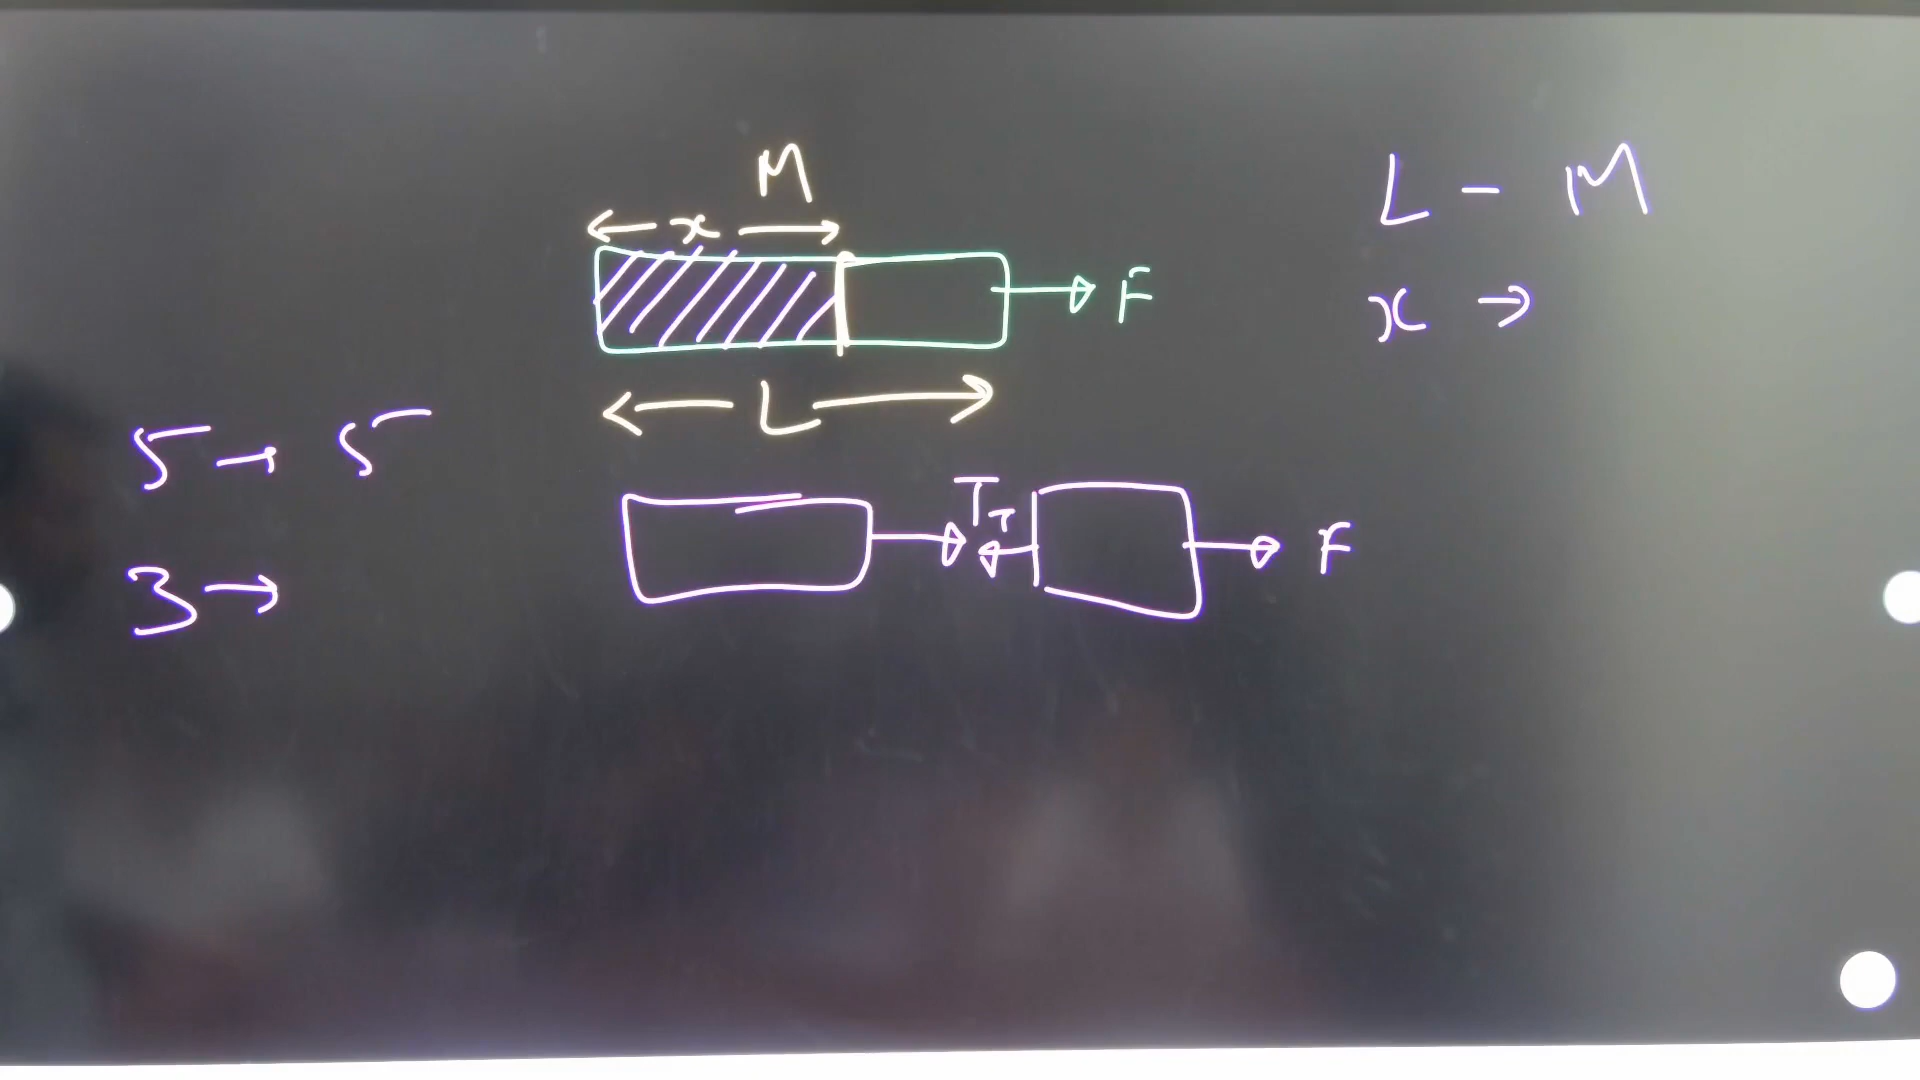 M
← x →
F
← L →
L - M
x →
5 → 5
3 →
T
T
F